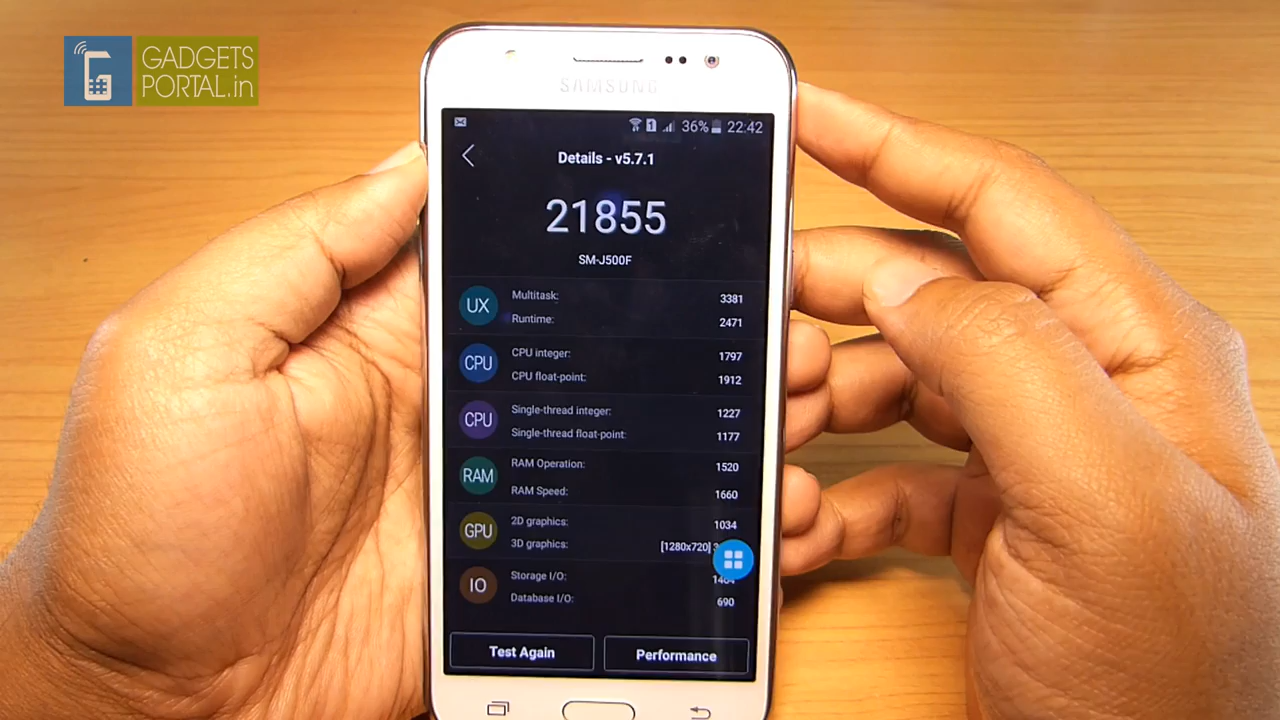 GADGETS
PORTAL.in
SAMSUNG
1 36% 22:42
Details - v5.7.1
21855
SM-J500F
UX Multitask: 3381
Runtime: 2471
CPU CPU integer: 1797
CPU float-point: 1912
CPU Single-thread integer: 1227
Single-thread float-point: 1177
RAM RAM Operation: 1520
RAM Speed: 1660
GPU 2D graphics: 1034
3D graphics: [1280x720]
IO Storage I/O:
Database I/O: 690
Test Again Performance